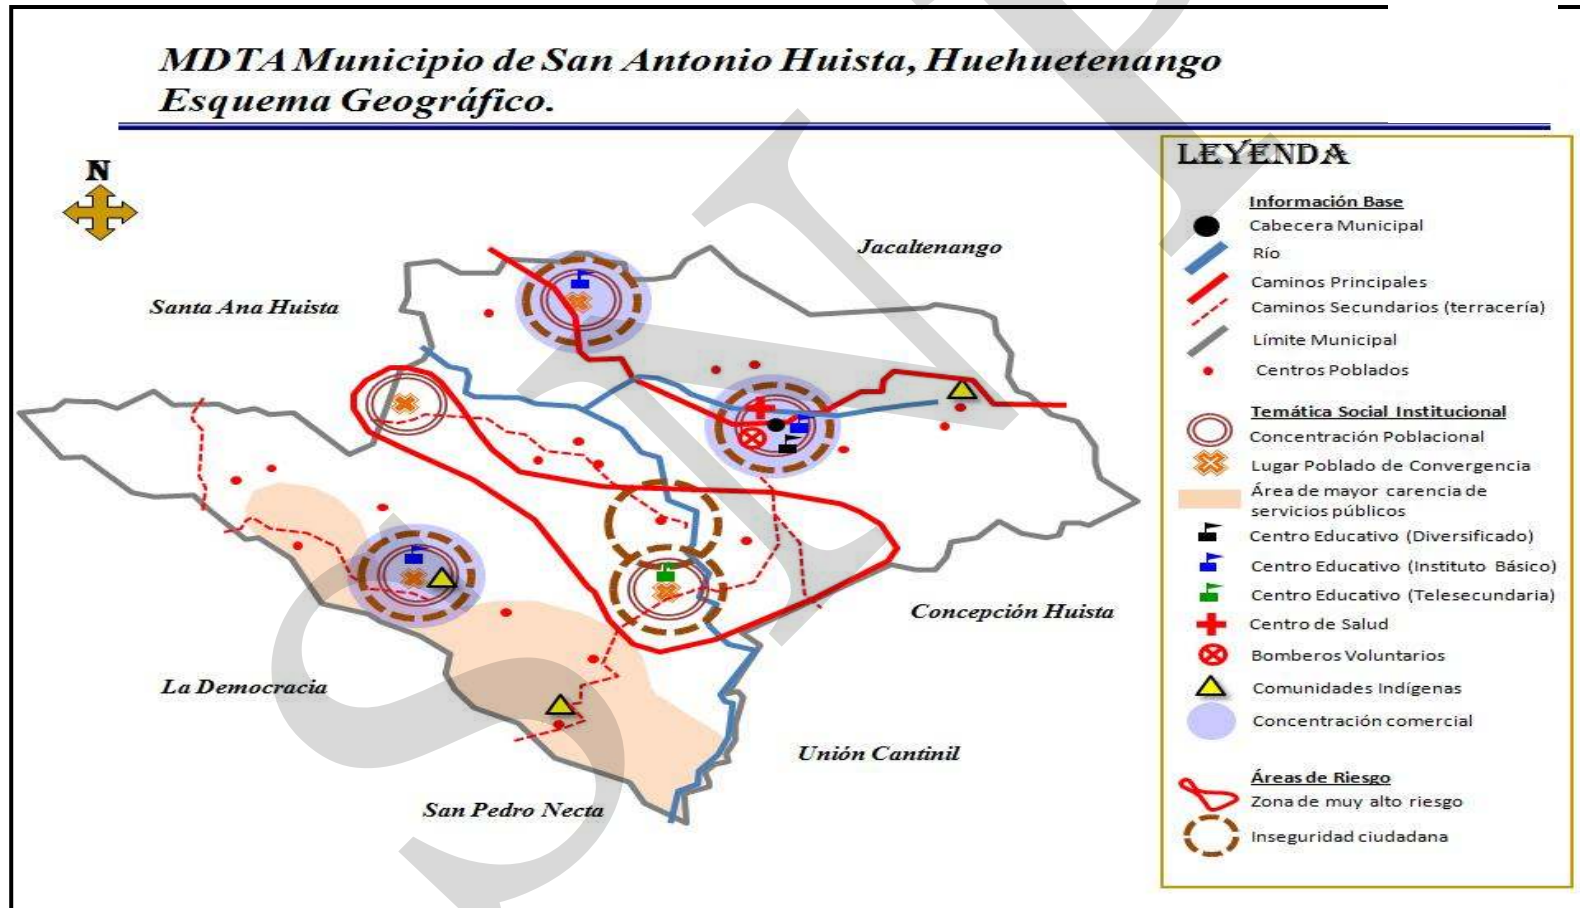 MDTA Municipio de San Antonio Huista, Huehuetenango
Esquema Geográfico.
N
Jacaltenango
Santa Ana Huista
Concepción Huista
La Democracia
Unión Cantinil
San Pedro Necta
LEYENDA
Información Base
Cabecera Municipal
Río
Caminos Principales
Caminos Secundarios (terracería)
Límite Municipal
Centros Poblados
Temática Social Institucional
Concentración Poblacional
Lugar Poblado de Convergencia
Área de mayor carencia de
servicios públicos
Centro Educativo (Diversificado)
Centro Educativo (Instituto Básico)
Centro Educativo (Telesecundaria)
Centro de Salud
Bomberos Voluntarios
Comunidades Indígenas
Concentración comercial
Áreas de Riesgo
Zona de muy alto riesgo
Inseguridad ciudadana